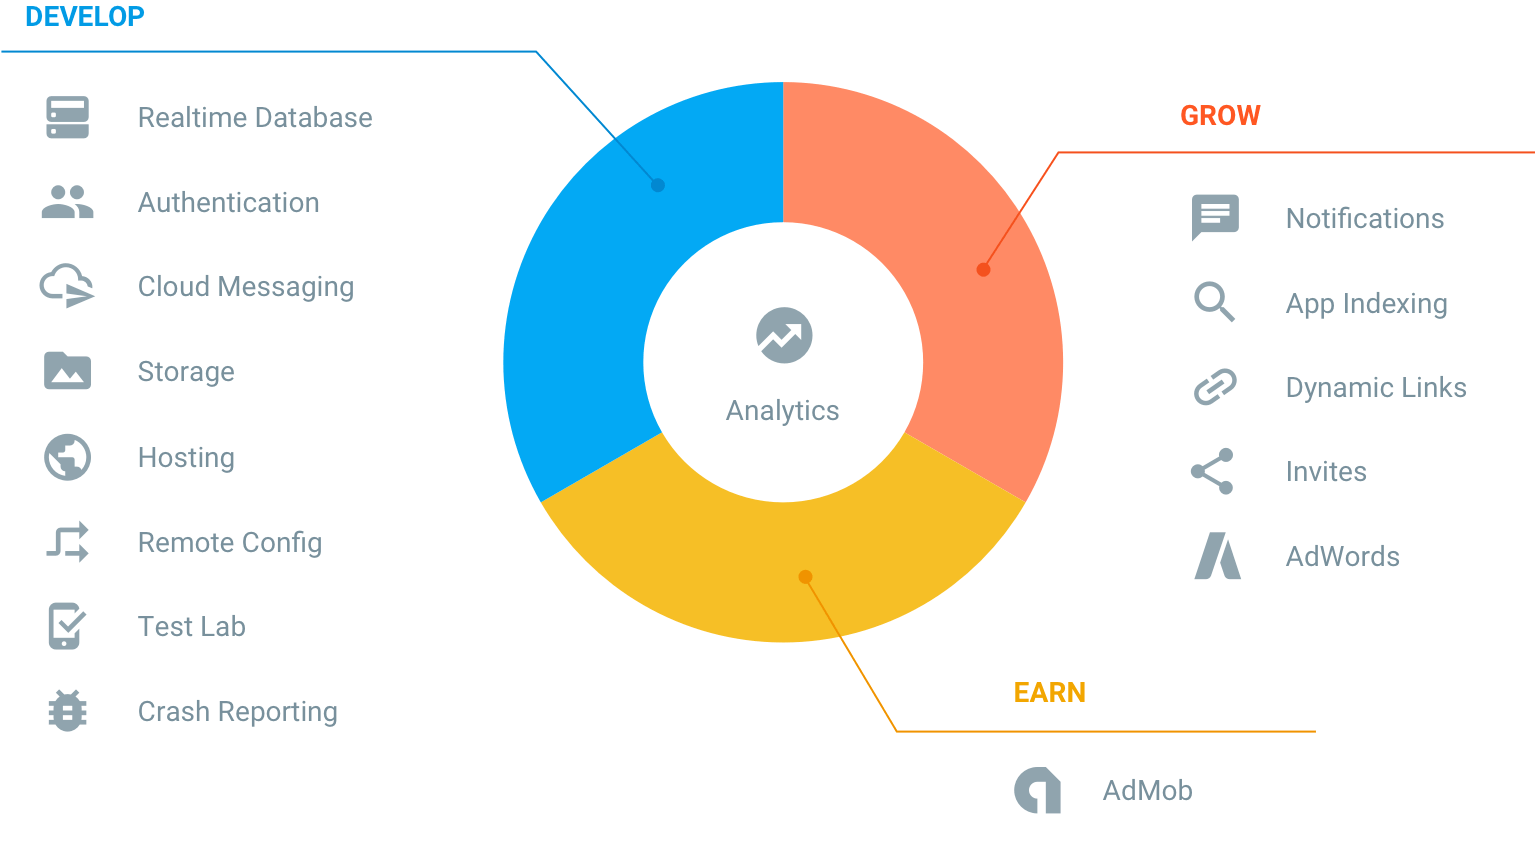 DEVELOP
Realtime Database
Authentication
Cloud Messaging
Storage
Hosting
Remote Config
Test Lab
Crash Reporting
Analytics
GROW
Notifications
App Indexing
Dynamic Links
Invites
AdWords
EARN
AdMob